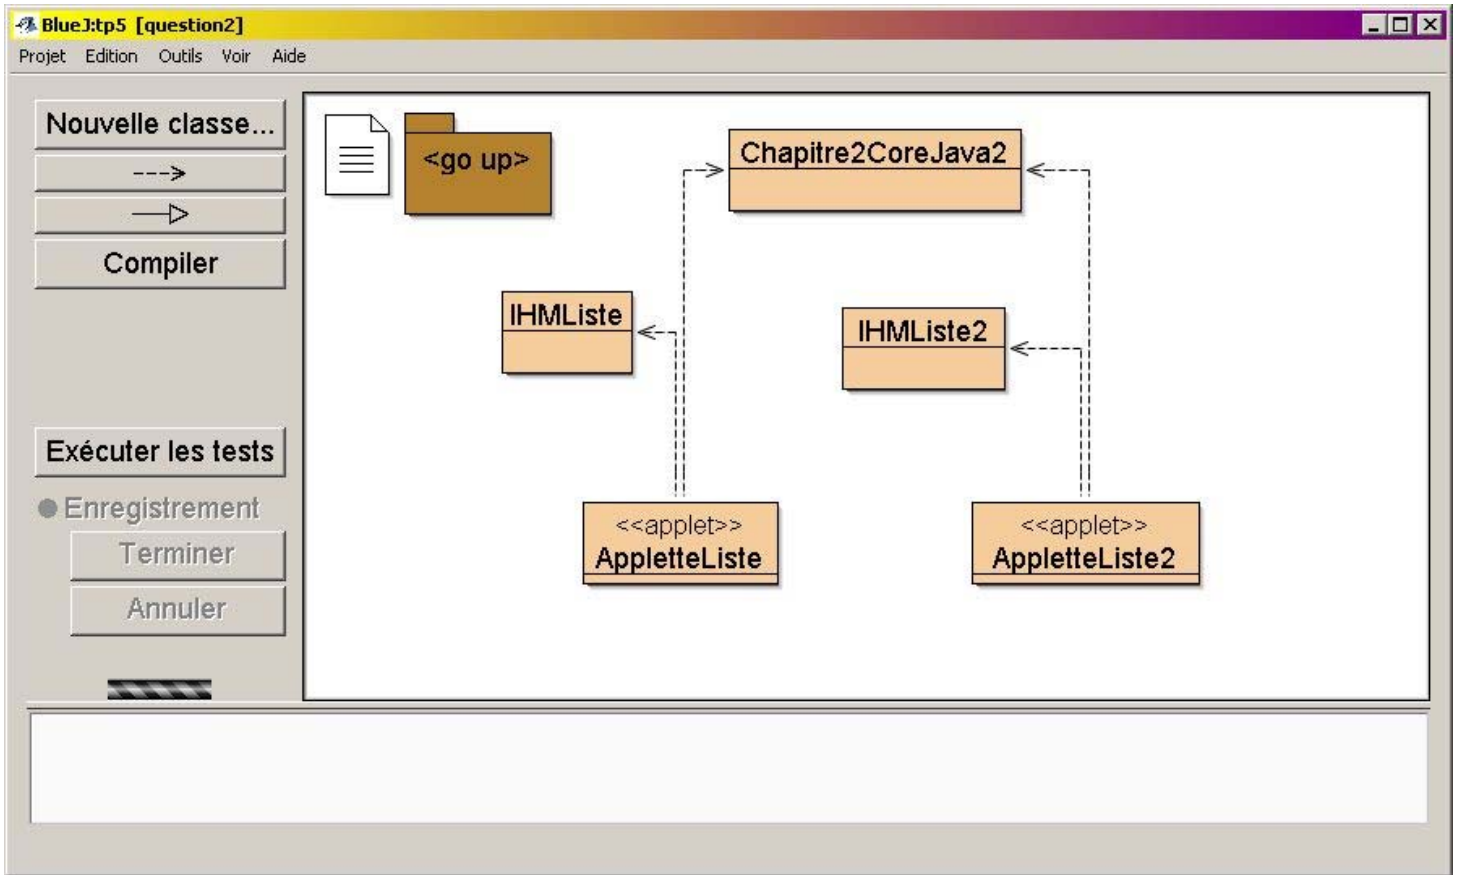 BlueJ:tp5 [question2]
Projet Edition Outils Voir Aide
Nouvelle classe...
Compiler
Exécuter les tests
Enregistrement
Terminer
Annuler
<go up>
Chapitre2CoreJava2
IHMListe
IHMListe2
<<applet>>
AppletteListe
<<applet>>
AppletteListe2